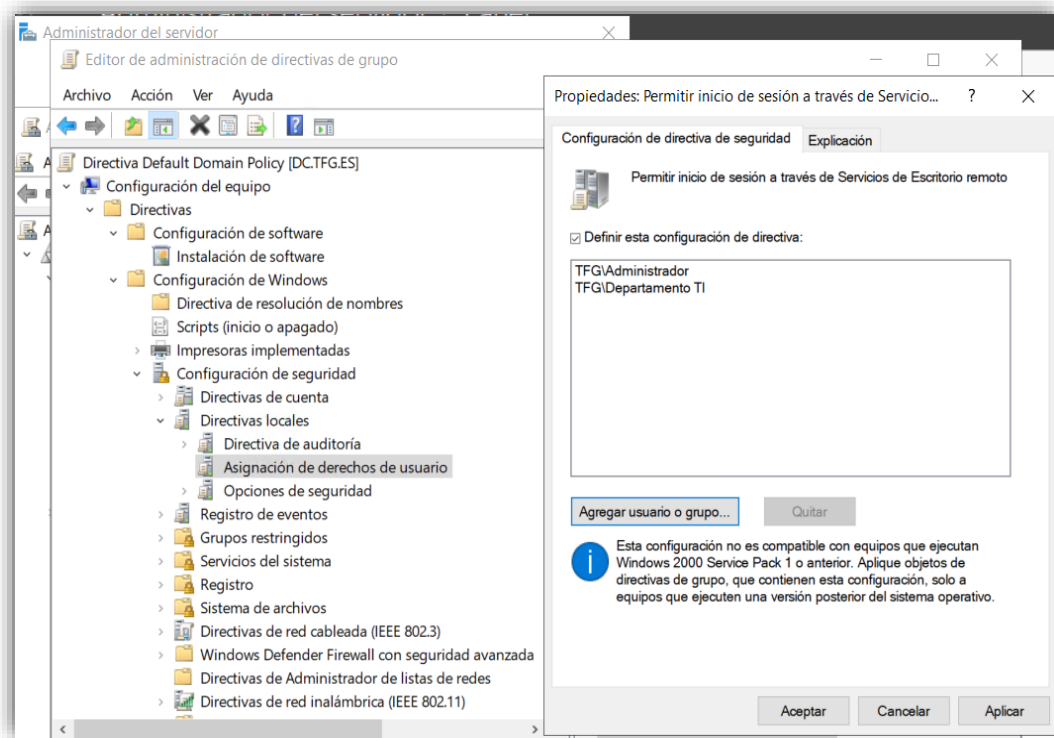 Administrador del servidor
Editor de administración de directivas de grupo
Archivo Acción Ver Ayuda
Directiva Default Domain Policy [DC.TFG.ES]
Configuración del equipo
Directivas
Configuración de software
Instalación de software
Configuración de Windows
Directiva de resolución de nombres
Scripts (inicio o apagado)
Impresoras implementadas
Configuración de seguridad
Directivas de cuenta
Directivas locales
Directiva de auditoría
Asignación de derechos de usuario
Opciones de seguridad
Registro de eventos
Grupos restringidos
Servicios del sistema
Registro
Sistema de archivos
Directivas de red cableada (IEEE 802.3)
Windows Defender Firewall con seguridad avanzada
Directivas de Administrador de listas de redes
Directivas de red inalámbrica (IEEE 802.11)
Propiedades: Permitir inicio de sesión a través de Servicio... ?
Configuración de directiva de seguridad Explicación
Permitir inicio de sesión a través de Servicios de Escritorio remoto
Definir esta configuración de directiva:
TFG\Administrador
TFG\Departamento TI
Agregar usuario o grupo... Quitar
Esta configuración no es compatible con equipos que ejecutan
Windows 2000 Service Pack 1 o anterior. Aplique objetos de
directivas de grupo, que contienen esta configuración, solo a
equipos que ejecuten una versión posterior del sistema operativo.
Aceptar Cancelar Aplicar